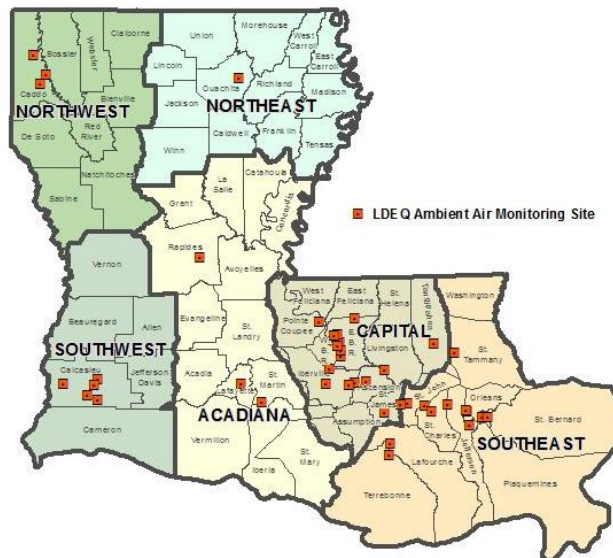 Claiborne
Bossier
Webster
Caddo
Bienville
NORTHWEST
De Soto
Red
River
Natchitoches
Sabine
Union
Morehouse
West
Carroll
East
Carroll
Lincoln
Ouachita
Richland
Madison
Jackson
NORTHEAST
Caldwell
Franklin
Tensas
Winn
La
Salle
Catahoula
Concordia
Grant
Rapides
Avoyelles
LDEQ Ambient Air Monitoring Site
Vernon
Beauregard
Allen
SOUTHWEST
Calcasieu
Jefferson
Davis
Cameron
Evangeline
St.
Landry
Acadia
Lafayette
St.
Martin
ACADIANA
Vermilion
Iberia
St.
Mary
West
Feliciana
East
Feliciana
St.
Helena
Tangipahoa
Pointe
Coupee
W.
B.
R.
E.
B.
R.
CAPITAL
Livingston
Iberville
Ascension
St.
James
Assumption
Washington
St.
Tammany
St. John
St.
Charles
Orleans
St. Bernard
Jefferson
SOUTHEAST
Lafourche
Terrebonne
Plaquemines